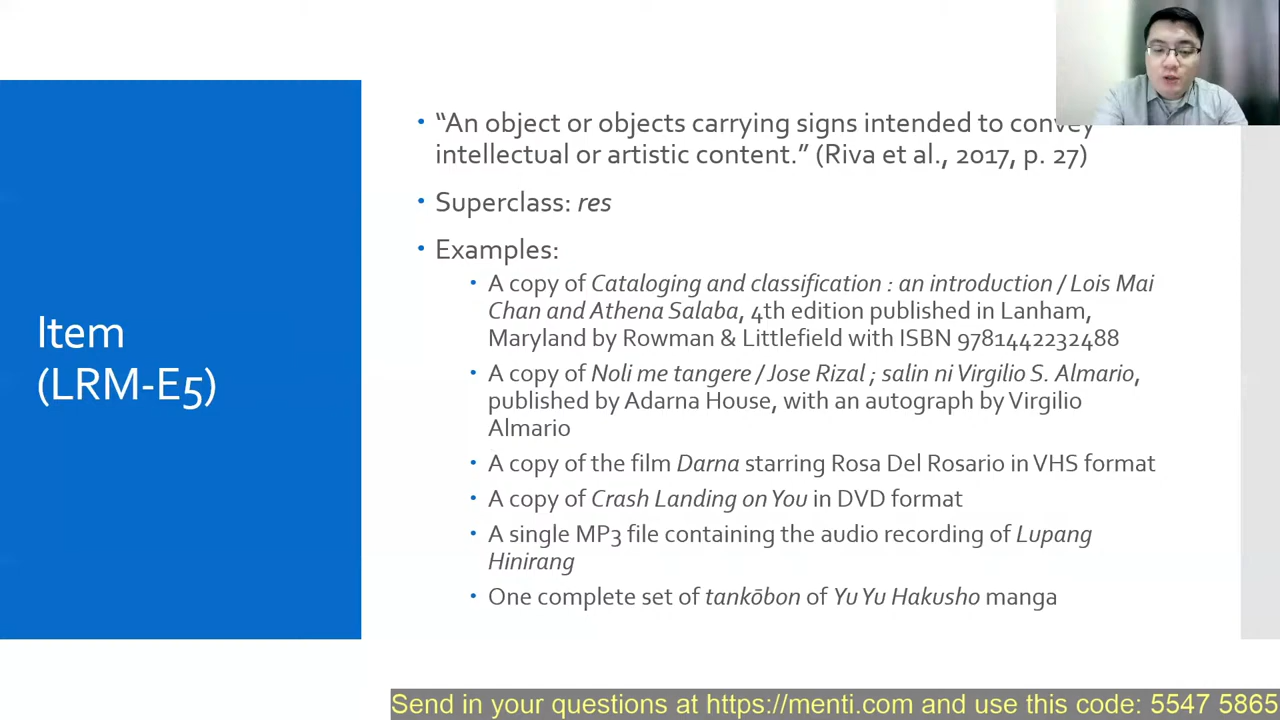 Item
(LRM-E5)
• “An object or objects carrying signs intended to convey
intellectual or artistic content.” (Riva et al., 2017, p. 27)
• Superclass: res
• Examples:
• A copy of Cataloging and classification : an introduction / Lois Mai
Chan and Athena Salaba, 4th edition published in Lanham,
Maryland by Rowman & Littlefield with ISBN 9781442232488
• A copy of Noli me tangere / Jose Rizal ; salin ni Virgilio S. Almario,
published by Adarna House, with an autograph by Virgilio
Almario
• A copy of the film Darna starring Rosa Del Rosario in VHS format
• A copy of Crash Landing on You in DVD format
• A single MP3 file containing the audio recording of Lupang
Hinirang
• One complete set of tankōbon of Yu Yu Hakusho manga
Send in your questions at https://menti.com and use this code: 5547 5865